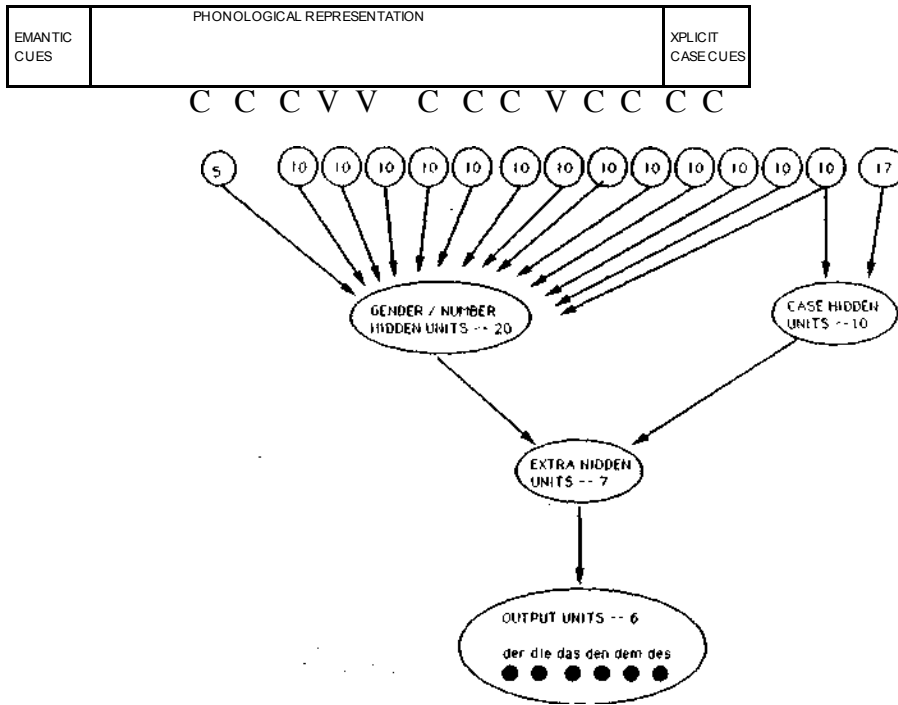 PHONOLOGICAL REPRESENTATION
EMANTIC
CUES
XPLICIT
CASE CUES
C C C V V C C C V C C C C
5 10 10 10 10 10 10 10 10 10 10 10 10 10 17
GENDER / NUMBER
HIDDEN UNITS -- 20
CASE HIDDEN
UNITS --10
EXTRA HIDDEN
UNITS -- 7
OUTPUT UNITS -- 6
der die das den dem des